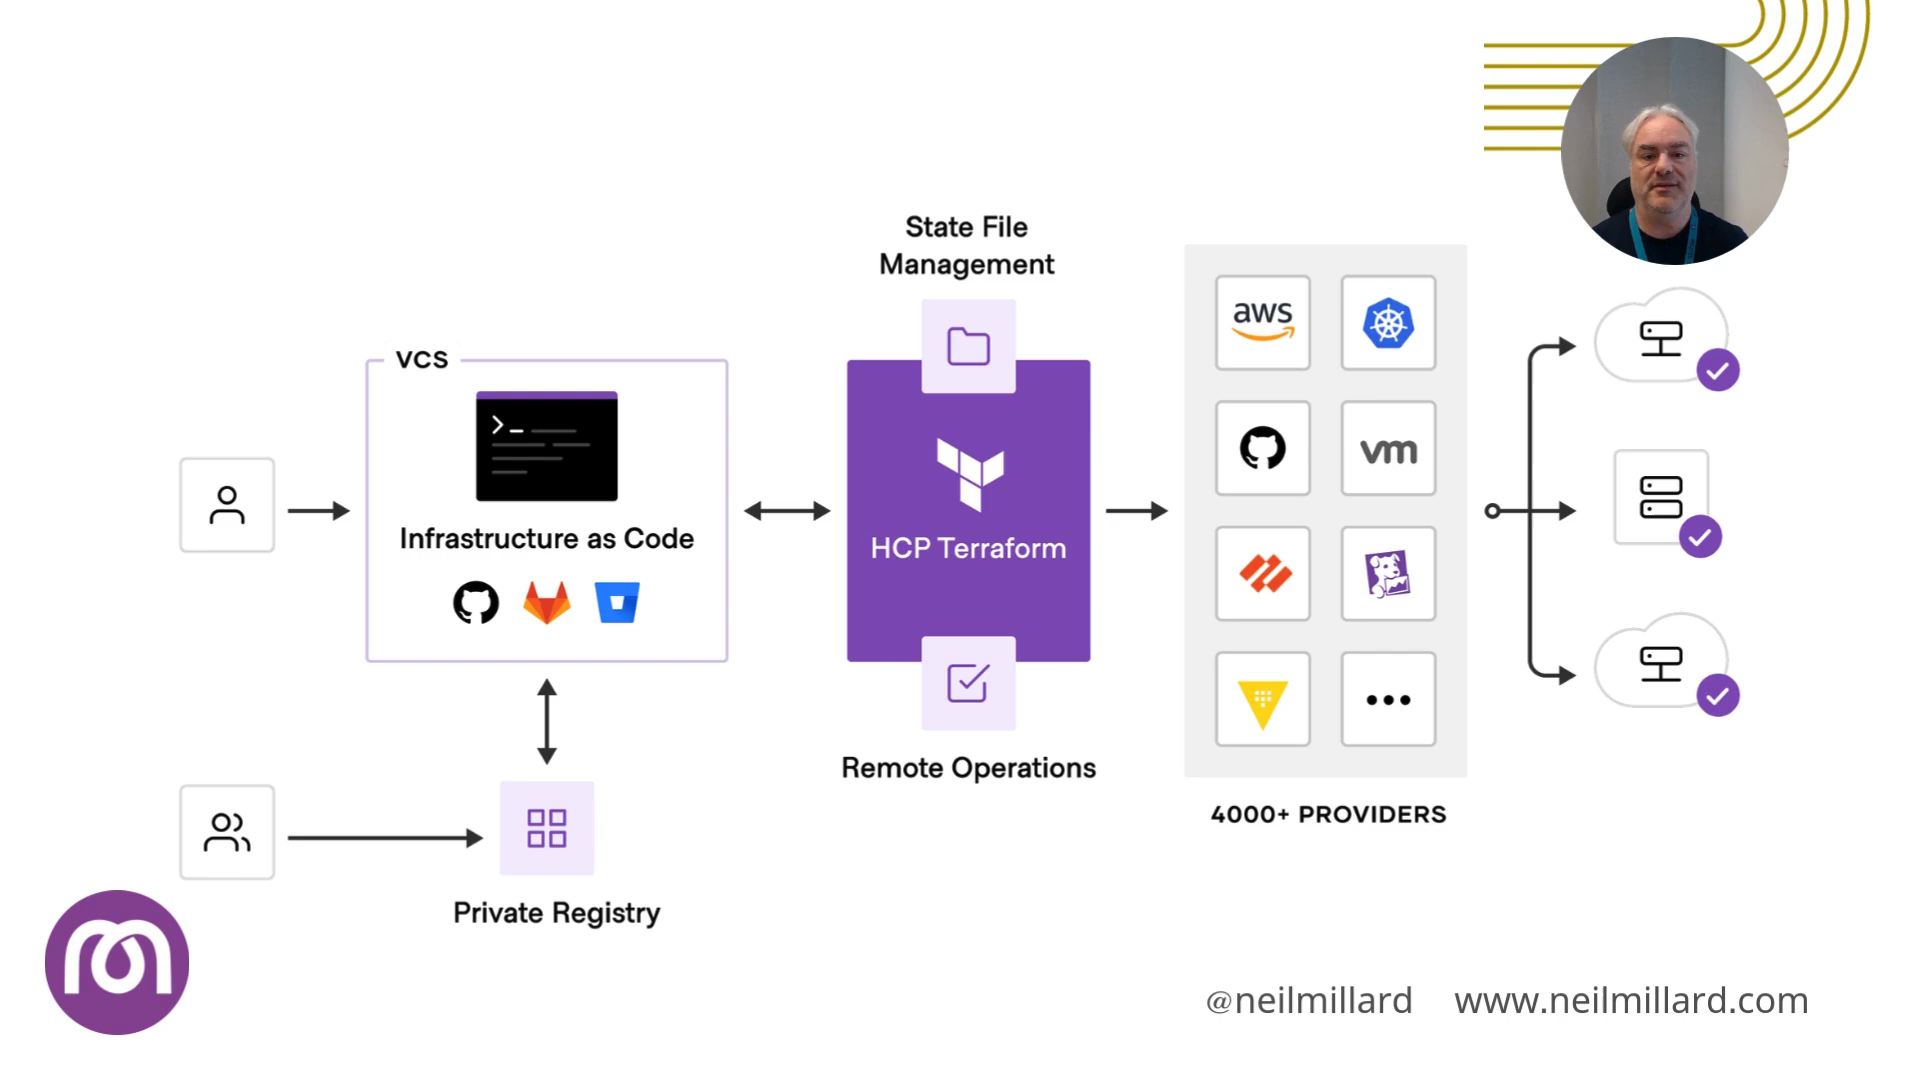 State File
Management
VCS
>_
Infrastructure as Code
HCP Terraform
aws
vm
Remote Operations
4000+ PROVIDERS
Private Registry
@neilmillard
www.neilmillard.com